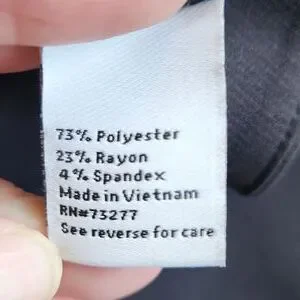 73% Polyester
23% Rayon
4% Spandex
Made in Vietnam
RN#73277
See reverse for care